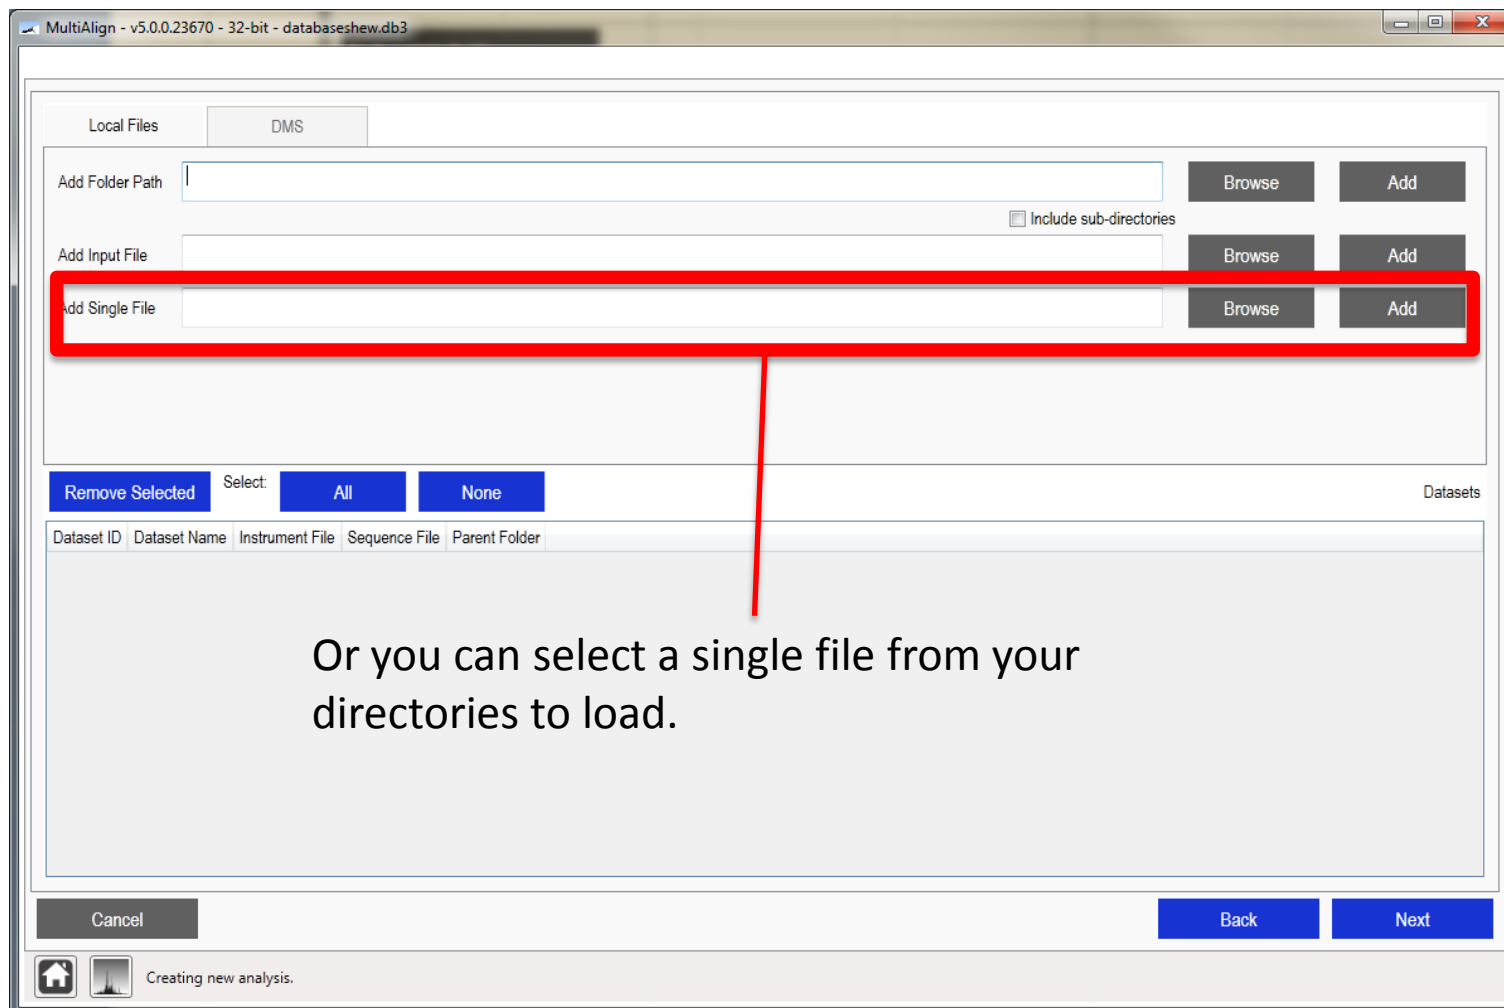 MultiAlign - v5.0.0.23670 - 32-bit - databaseshew.db3
Local Files DMS
Add Folder Path Browse Add
Include sub-directories
Add Input File Browse Add
Add Single File Browse Add
Remove Selected Select: All None Datasets
Dataset ID Dataset Name Instrument File Sequence File Parent Folder
Or you can select a single file from your
directories to load.
Cancel Back Next
Creating new analysis.